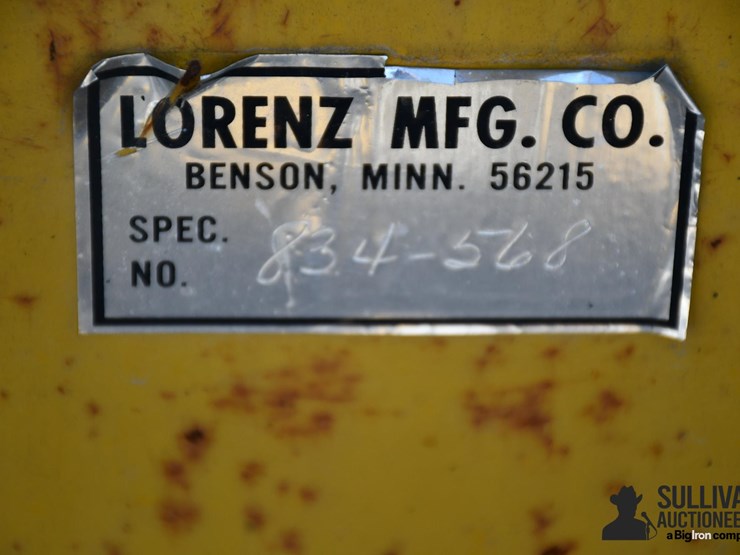 LORENZ MFG. CO.
BENSON, MINN. 56215
SPEC.
NO. 834-568
SULLIVA
AUCTIONEE
a BigIron comp